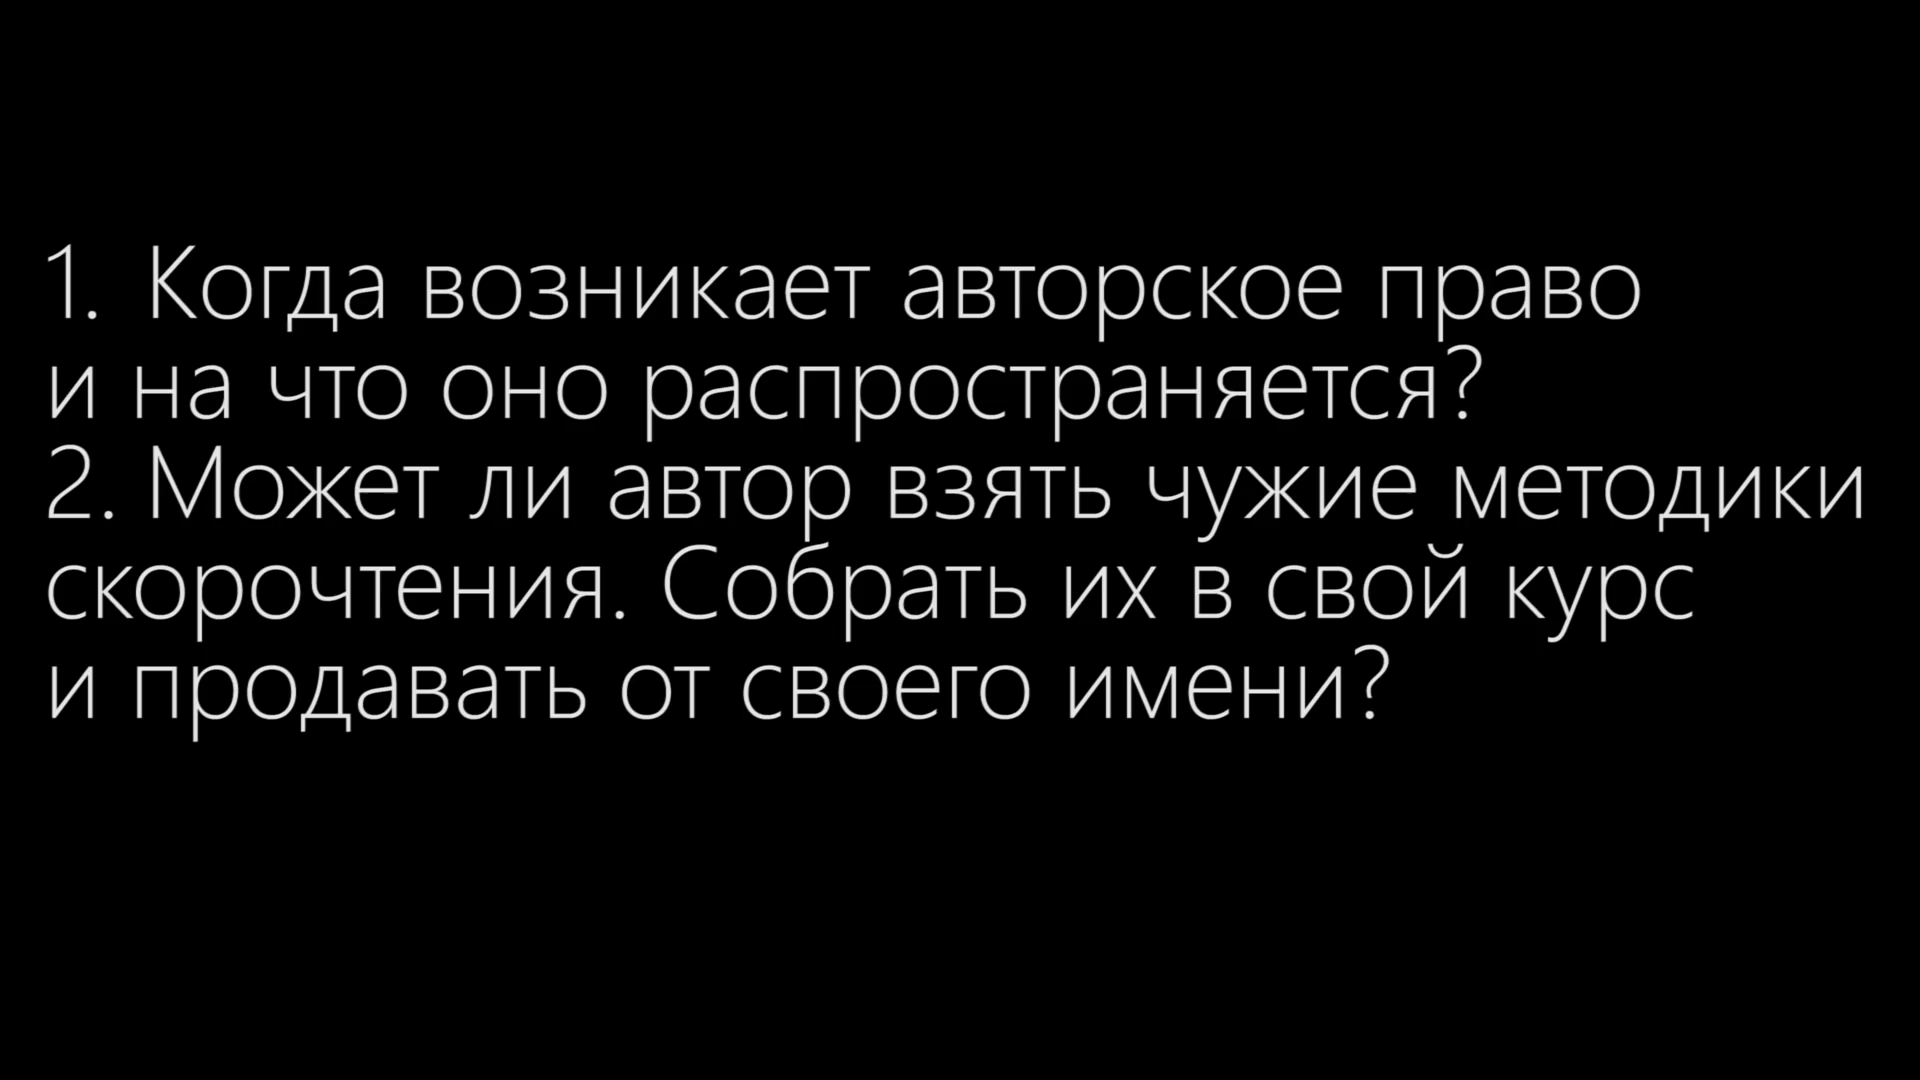 1. Когда возникает авторское право
и на что оно распространяется?
2. Может ли автор взять чужие методики
скорочтения. Собрать их в свой курс
и продавать от своего имени?